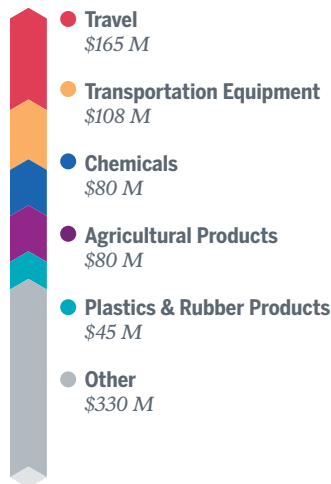 Travel
$165 M
Transportation Equipment
$108 M
Chemicals
$80 M
Agricultural Products
$80 M
Plastics & Rubber Products
$45 M
Other
$330 M